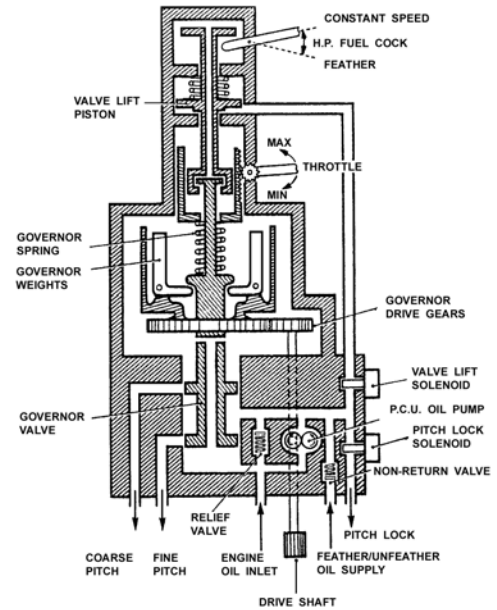 CONSTANT SPEED
H.P. FUEL COCK
FEATHER
VALVE LIFT
PISTON
MAX
THROTTLE
MIN
GOVERNOR
SPRING
GOVERNOR
WEIGHTS
GOVERNOR
DRIVE GEARS
VALVE LIFT
SOLENOID
P.C.U. OIL PUMP
GOVERNOR
VALVE
PITCH LOCK
SOLENOID
NON-RETURN VALVE
RELIEF
VALVE
PITCH LOCK
COARSE
PITCH
FINE
PITCH
ENGINE
OIL INLET
FEATHER/UNFEATHER
OIL SUPPLY
DRIVE SHAFT